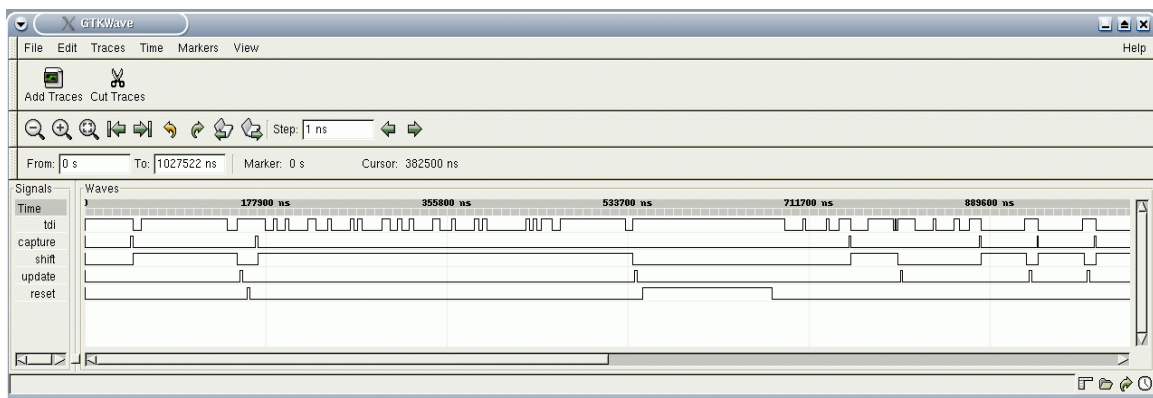 GTKWave
File Edit Traces Time Markers View Help
Add Traces Cut Traces
Step: 1 ns
From: 0 s To: 1027522 ns Marker: 0 s Cursor: 382500 ns
Signals Waves
Time ) 177900 ns 355800 ns 533700 ns 711700 ns 889600 ns
tdi
capture
shift
update
reset